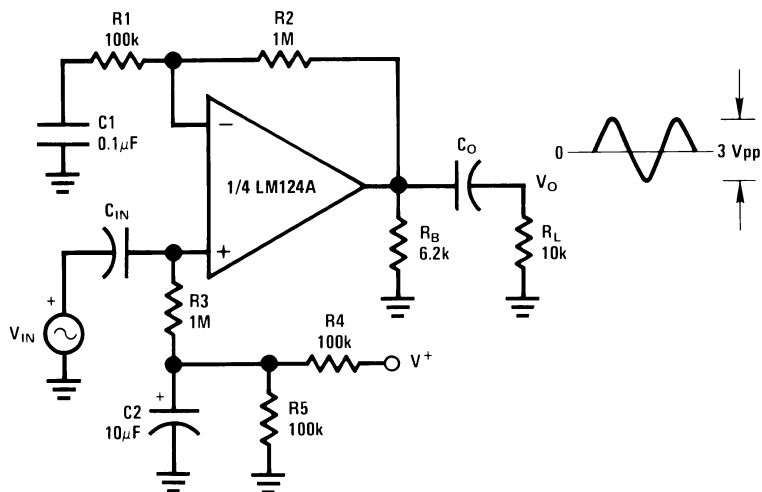 R1
100k
R2
1M
C1
0.1µF
−
1/4 LM124A
+
CO
VO
RB
6.2k
RL
10k
0
3 Vpp
CIN
+
VIN
R3
1M
R4
100k
V+
+
C2
10µF
R5
100k